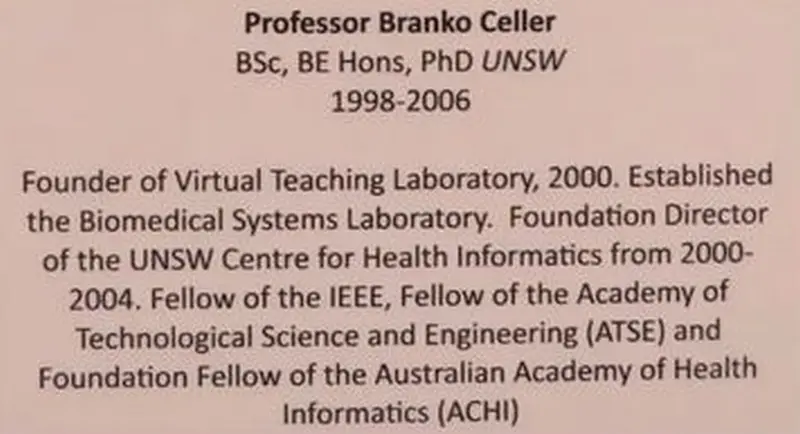 Professor Branko Celler
BSc, BE Hons, PhD UNSW
1998-2006
Founder of Virtual Teaching Laboratory, 2000. Established
the Biomedical Systems Laboratory.  Foundation Director
of the UNSW Centre for Health Informatics from 2000-
2004. Fellow of the IEEE, Fellow of the Academy of
Technological Science and Engineering (ATSE) and
Foundation Fellow of the Australian Academy of Health
Informatics (ACHI)